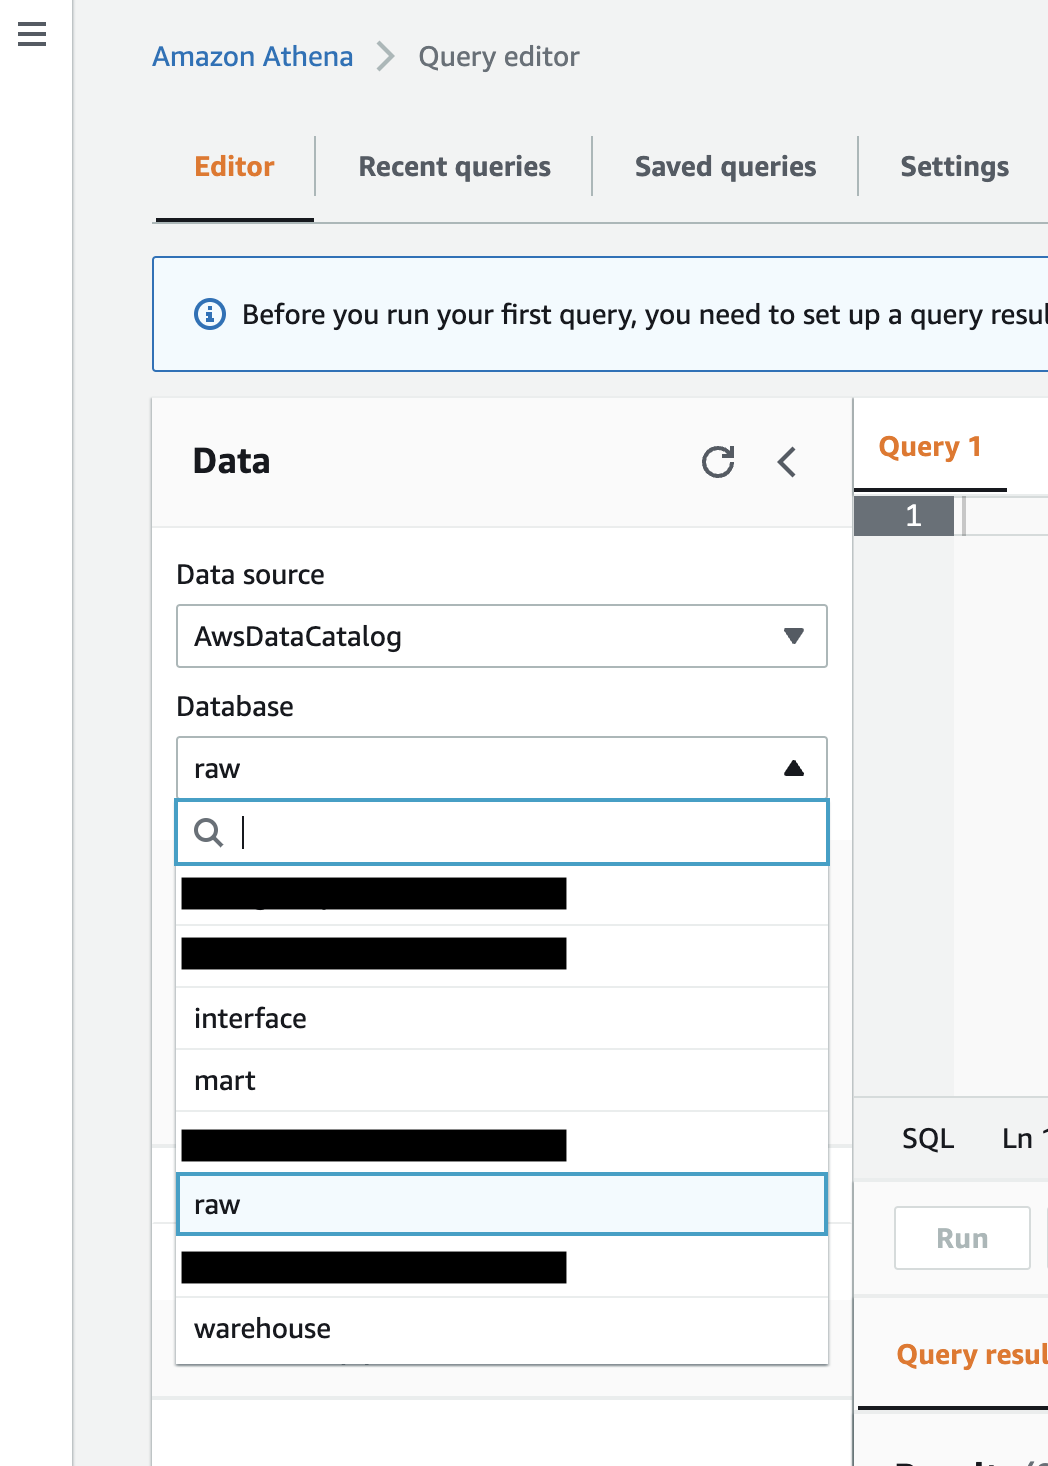 Amazon Athena > Query editor
Editor Recent queries Saved queries Settings
Before you run your first query, you need to set up a query resul
Data
Query 1
1
Data source
AwsDataCatalog
Database
raw
interface
mart
raw
warehouse
SQL Ln 1
Run
Query resul